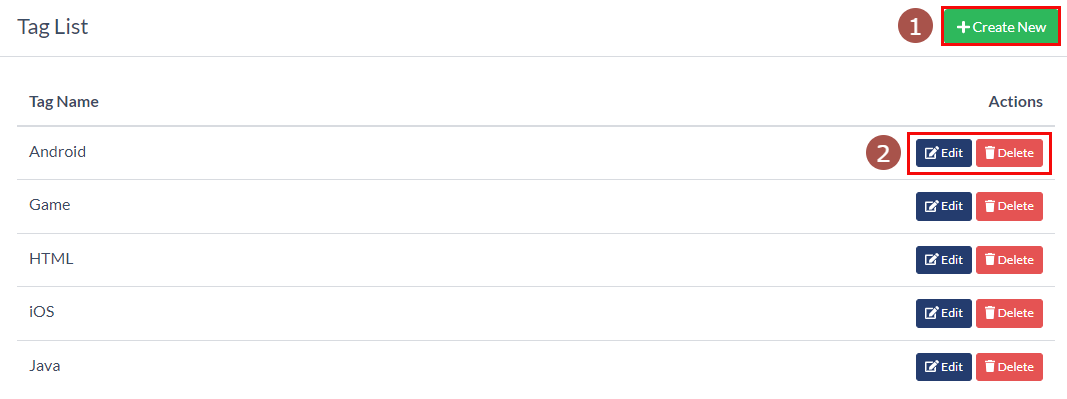 Tag List 1 Create New
Tag Name Actions
Android 2 Edit Delete
Game Edit Delete
HTML Edit Delete
iOS Edit Delete
Java Edit Delete